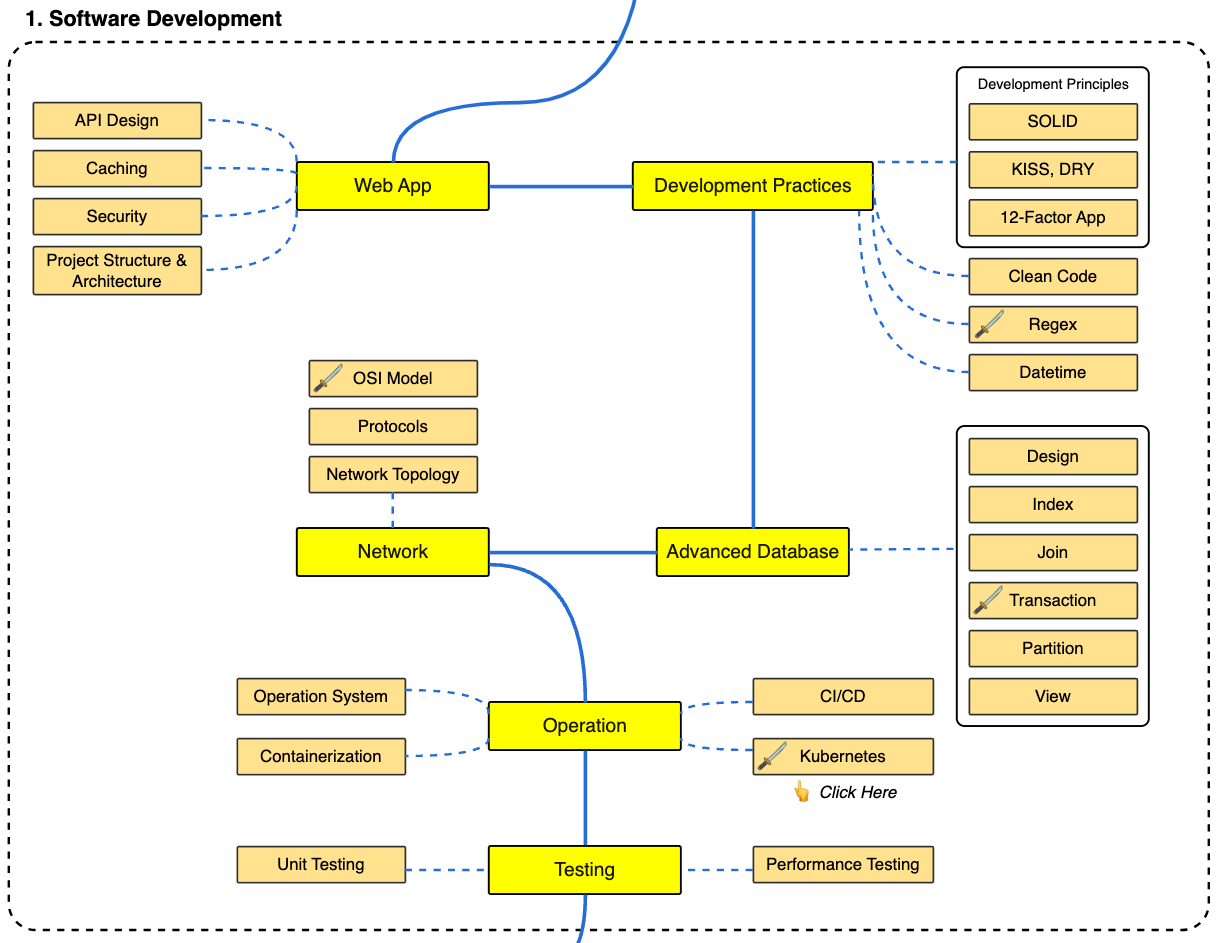 1. Software Development
API Design
Caching
Security
Project Structure &
Architecture
Web App
Development Practices
Development Principles
SOLID
KISS, DRY
12-Factor App
Clean Code
Regex
Datetime
OSI Model
Protocols
Network Topology
Network
Advanced Database
Design
Index
Join
Transaction
Partition
View
Operation System
Containerization
Operation
CI/CD
Kubernetes
Click Here
Unit Testing
Testing
Performance Testing